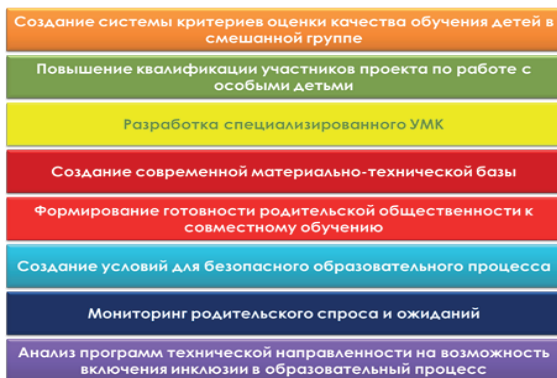 Создание системы критериев оценки качества обучения детей в
смешанной группе
Повышение квалификации участников проекта по работе с
особыми детьми
Разработка специализированного УМК
Создание современной материально-технической базы
Формирование готовности родительской общественности к
совместному обучению
Создание условий для безопасного образовательного процесса
Мониторинг родительского спроса и ожиданий
Анализ программ технической направленности на возможность
включения инклюзии в образовательный процесс